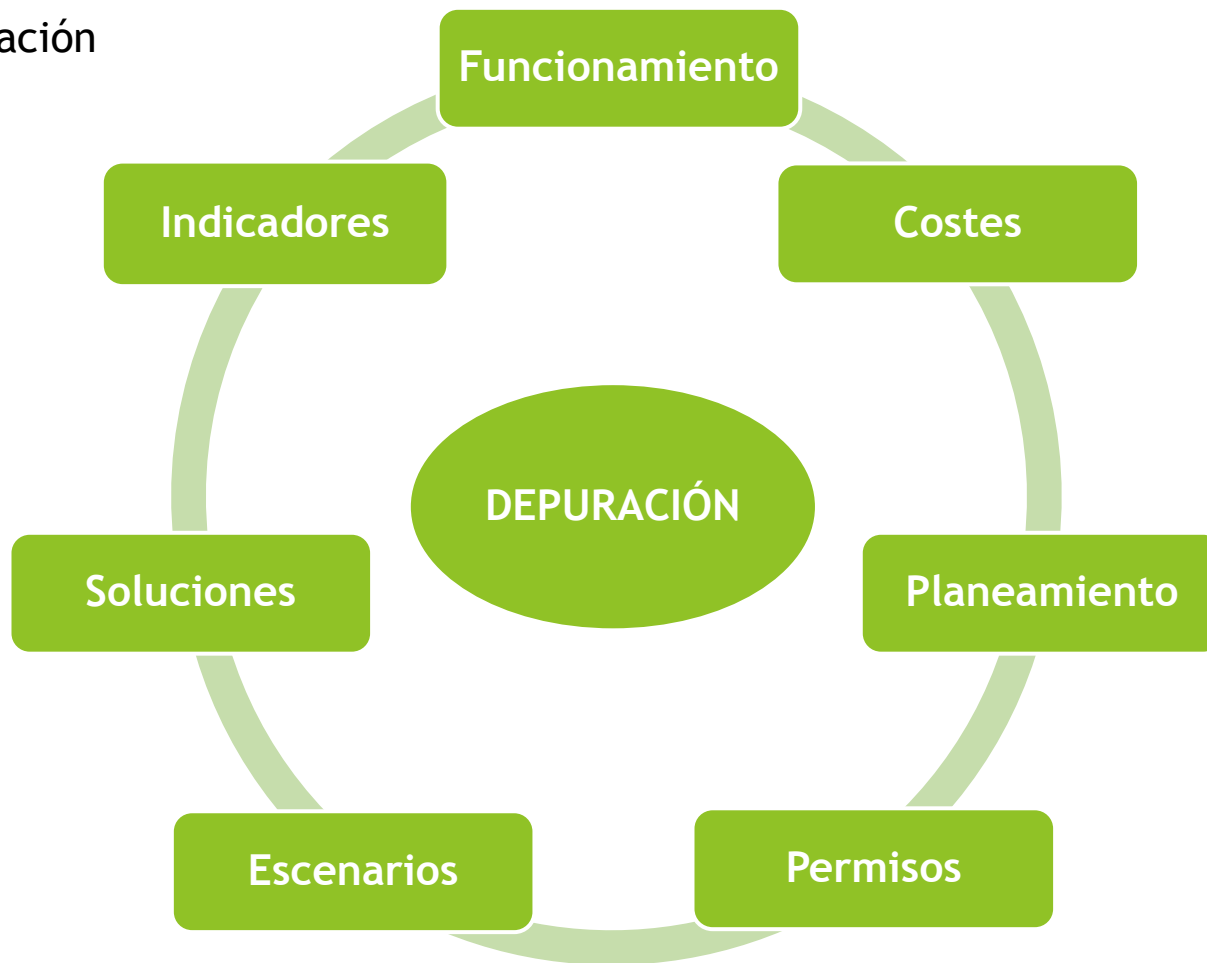 ación
Funcionamiento
Indicadores
Costes
DEPURACIÓN
Soluciones
Planeamiento
Escenarios
Permisos